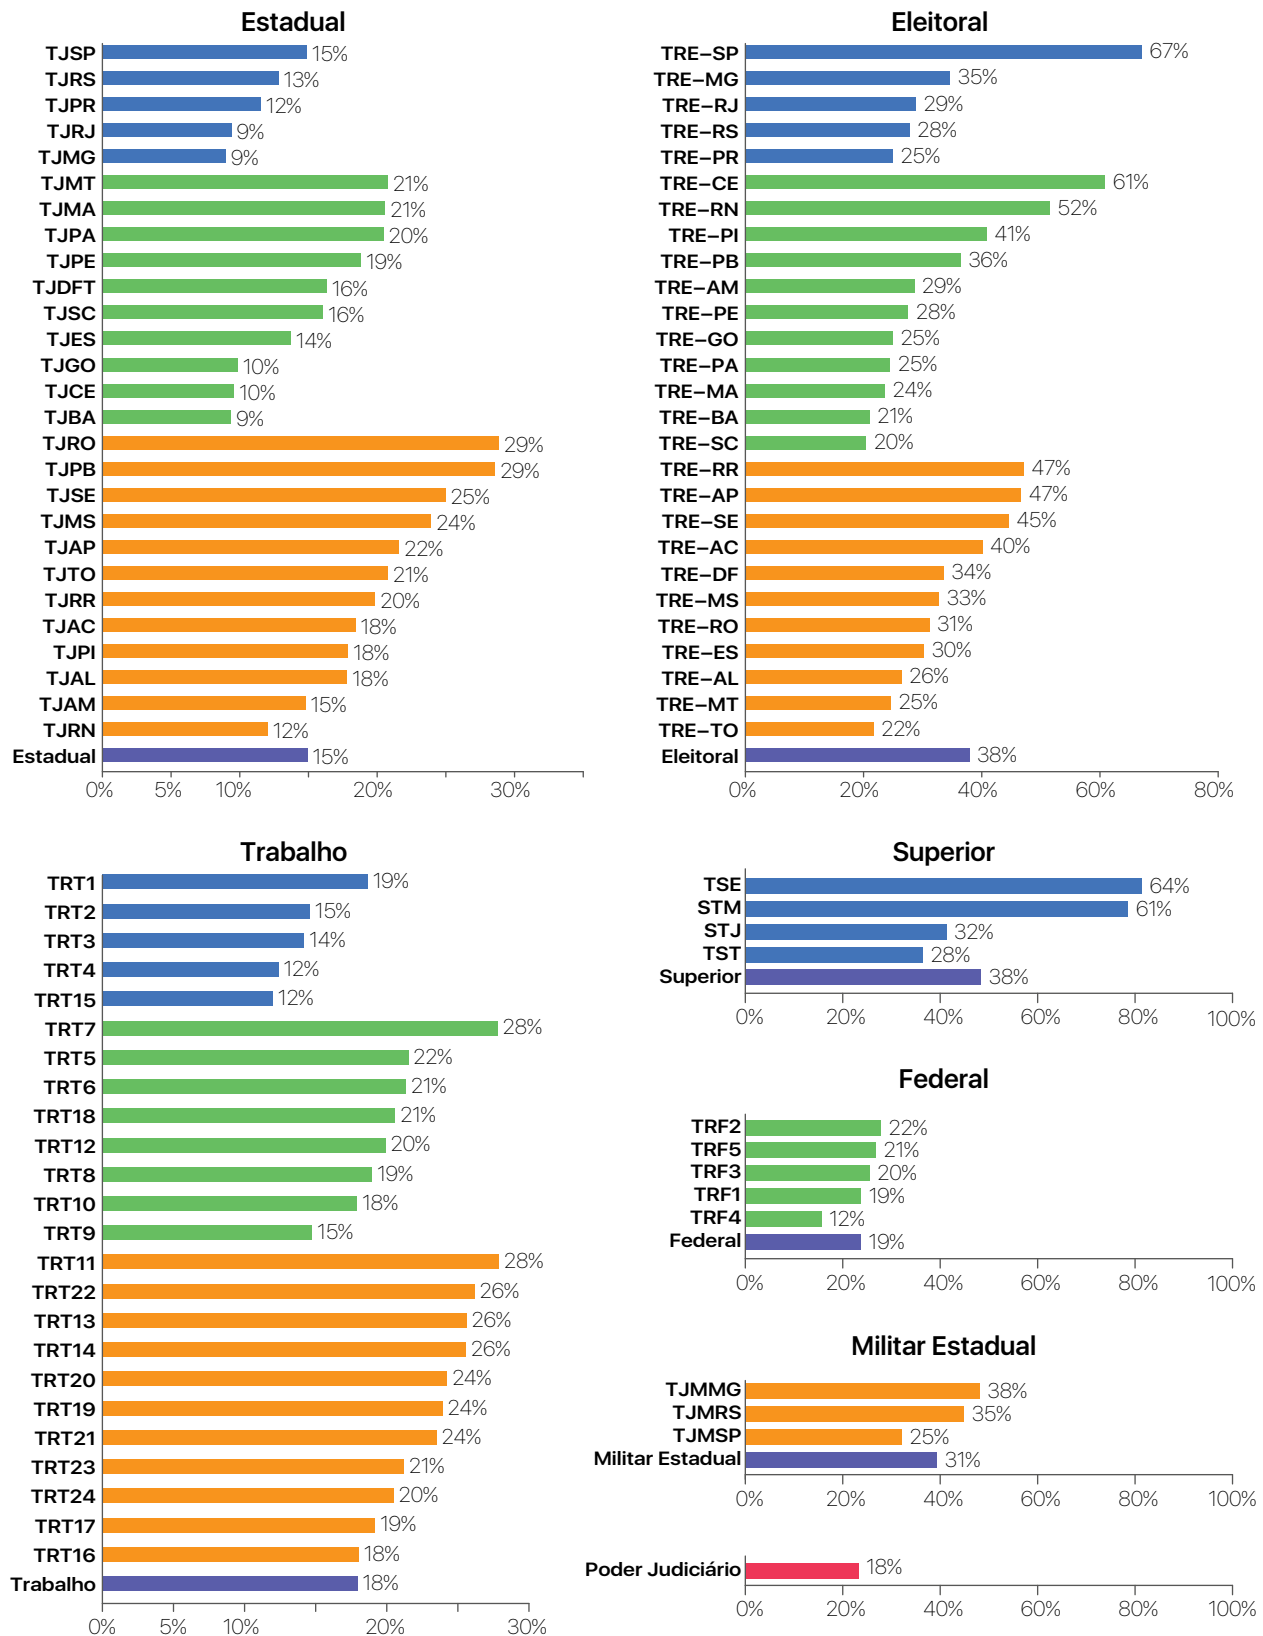 Estadual
TJSP 15%
TJRS 13%
TJPR 12%
TJRJ 9%
TJMG 9%
TJMT 21%
TJMA 21%
TJPA 20%
TJPE 19%
TJDFT 16%
TJSC 16%
TJES 14%
TJGO 10%
TJCE 10%
TJBA 9%
TJRO 29%
TJPB 29%
TJSE 25%
TJMS 24%
TJAP 22%
TJTO 21%
TJRR 20%
TJAC 18%
TJPI 18%
TJAL 18%
TJAM 15%
TJRN 12%
Estadual 15%
0% 5% 10% 20% 30%
Eleitoral
TRE–SP 67%
TRE–MG 35%
TRE–RJ 29%
TRE–RS 28%
TRE–PR 25%
TRE–CE 61%
TRE–RN 52%
TRE–PI 41%
TRE–PB 36%
TRE–AM 29%
TRE–PE 28%
TRE–GO 25%
TRE–PA 25%
TRE–MA 24%
TRE–BA 21%
TRE–SC 20%
TRE–RR 47%
TRE–AP 47%
TRE–SE 45%
TRE–AC 40%
TRE–DF 34%
TRE–MS 33%
TRE–RO 31%
TRE–ES 30%
TRE–AL 26%
TRE–MT 25%
TRE–TO 22%
Eleitoral 38%
0% 20% 40% 60% 80%
Trabalho
TRT1 19%
TRT2 15%
TRT3 14%
TRT4 12%
TRT15 12%
TRT7 28%
TRT5 22%
TRT6 21%
TRT18 21%
TRT12 20%
TRT8 19%
TRT10 18%
TRT9 15%
TRT11 28%
TRT22 26%
TRT13 26%
TRT14 26%
TRT20 24%
TRT19 24%
TRT21 24%
TRT23 21%
TRT24 20%
TRT17 19%
TRT16 18%
Trabalho 18%
0% 5% 10% 20% 30%
Superior
TSE 64%
STM 61%
STJ 32%
TST 28%
Superior 38%
0% 20% 40% 60% 80% 100%
Federal
TRF2 22%
TRF5 21%
TRF3 20%
TRF1 19%
TRF4 12%
Federal 19%
0% 20% 40% 60% 80% 100%
Militar Estadual
TJMMG 38%
TJMRS 35%
TJMSP 25%
Militar Estadual 31%
0% 20% 40% 60% 80% 100%
Poder Judiciário 18%
0% 20% 40% 60% 80% 100%